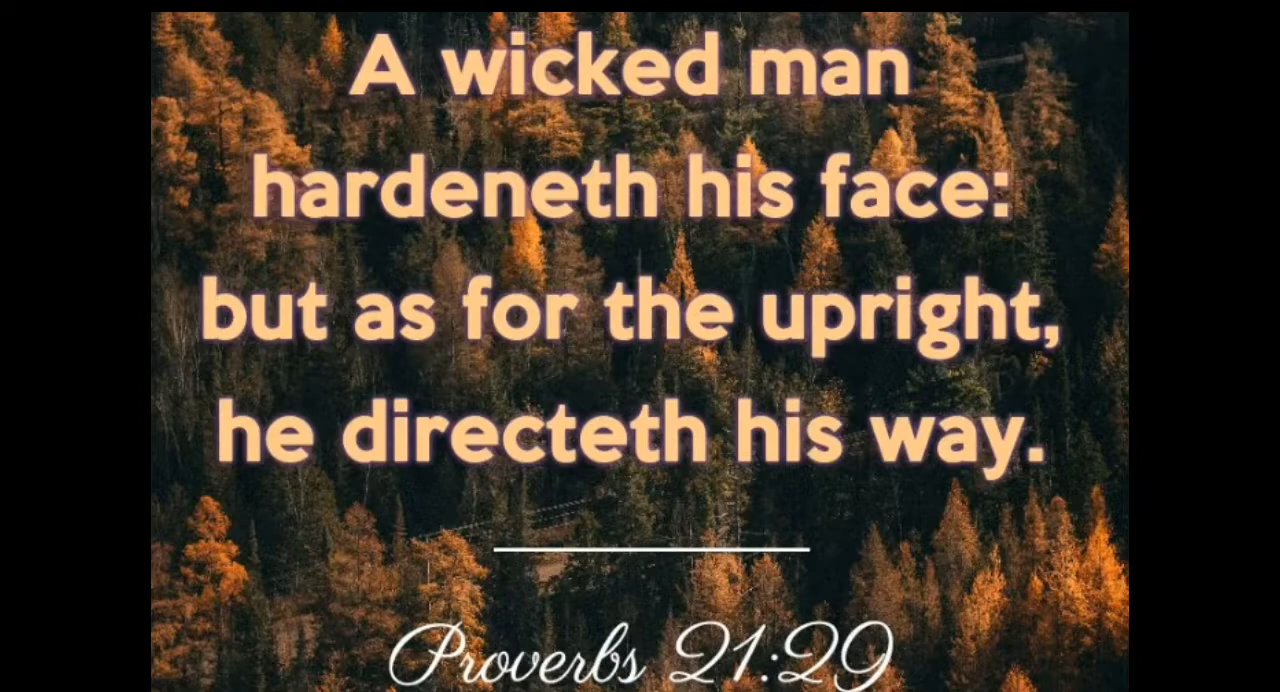 A wicked man
hardeneth his face:
but as for the upright,
he directeth his way.
Proverbs 21:29